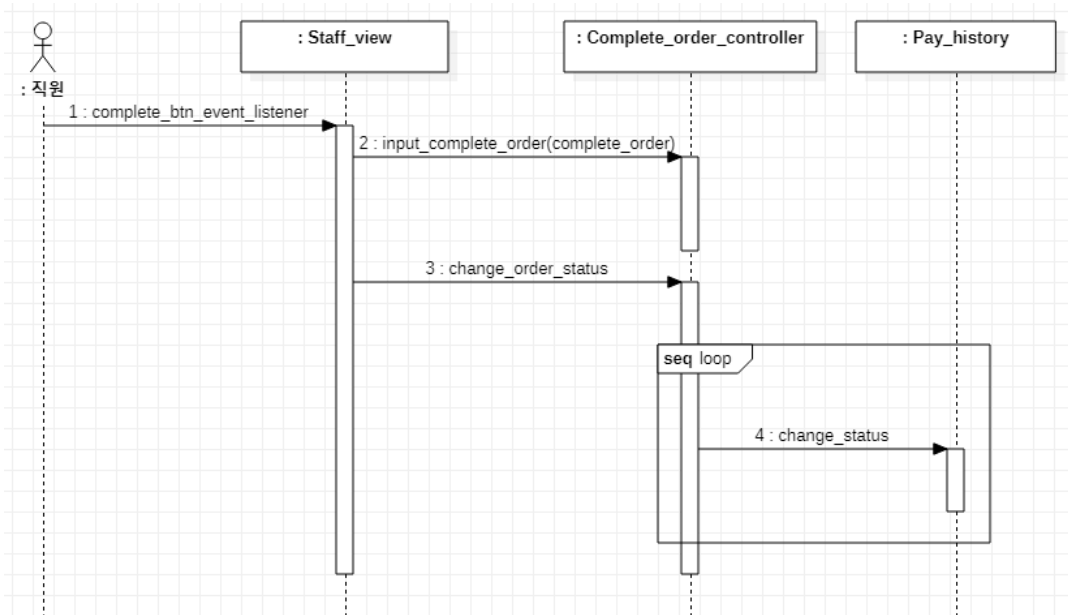 : Staff_view
: Complete_order_controller
: Pay_history
: 직원
1 : complete_btn_event_listener
2 : input_complete_order(complete_order)
3 : change_order_status
seq loop
4 : change_status